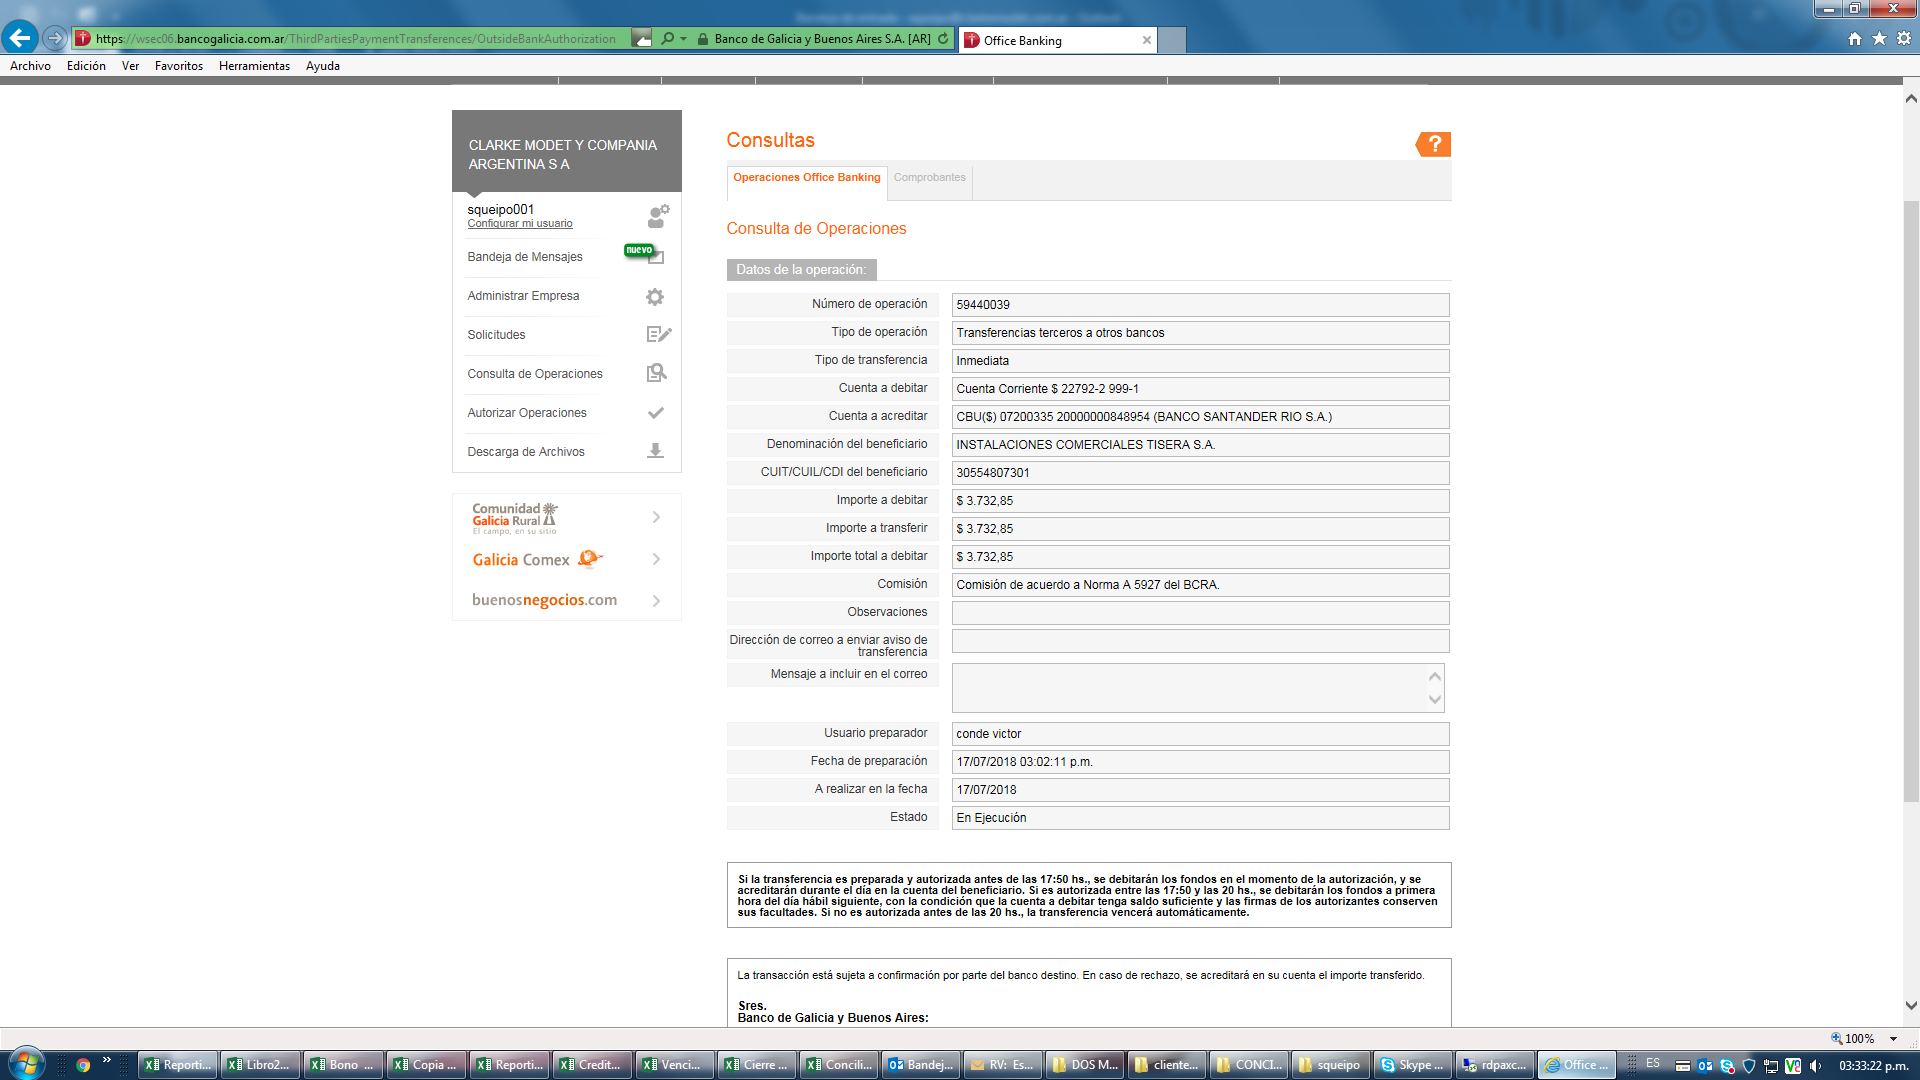 https://wsec06.bancogalicia.com.ar/ThirdPartiesPaymentTransferences/OutsideBankAuthorization
Banco de Galicia y Buenos Aires S.A. [AR]
Office Banking
Archivo Edición Ver Favoritos Herramientas Ayuda
CLARKE MODET Y COMPANIA
ARGENTINA S A
squeipo001
Configurar mi usuario
Bandeja de Mensajes
nuevo
Administrar Empresa
Solicitudes
Consulta de Operaciones
Autorizar Operaciones
Descarga de Archivos
Comunidad
Galicia Rural
El campo, en su sitio
Galicia Comex
buenosnegocios.com
Consultas
?
Operaciones Office Banking
Comprobantes
Consulta de Operaciones
Datos de la operación:
Número de operación 59440039
Tipo de operación Transferencias terceros a otros bancos
Tipo de transferencia Inmediata
Cuenta a debitar Cuenta Corriente $ 22792-2 999-1
Cuenta a acreditar CBU($) 07200335 20000000848954 (BANCO SANTANDER RIO S.A.)
Denominación del beneficiario INSTALACIONES COMERCIALES TISERA S.A.
CUIT/CUIL/CDI del beneficiario 30554807301
Importe a debitar $ 3.732,85
Importe a transferir $ 3.732,85
Importe total a debitar $ 3.732,85
Comisión Comisión de acuerdo a Norma A 5927 del BCRA.
Observaciones
Dirección de correo a enviar aviso de
transferencia
Mensaje a incluir en el correo
Usuario preparador conde victor
Fecha de preparación 17/07/2018 03:02:11 p.m.
A realizar en la fecha 17/07/2018
Estado En Ejecución
Si la transferencia es preparada y autorizada antes de las 17:50 hs., se debitarán los fondos en el momento de la autorización, y se
acreditarán durante el día en la cuenta del beneficiario. Si es autorizada entre las 17:50 y las 20 hs., se debitarán los fondos a primera
hora del día hábil siguiente, con la condición que la cuenta a debitar tenga saldo suficiente y las firmas de los autorizantes conserven
sus facultades. Si no es autorizada antes de las 20 hs., la transferencia vencerá automáticamente.
La transacción está sujeta a confirmación por parte del banco destino. En caso de rechazo, se acreditará en su cuenta el importe transferido.
Sres.
Banco de Galicia y Buenos Aires:
100%
Reporti... Libro2... Bono ... Copia ... Reporti... Credit... Venci... Cierre ... Concili... Bandej... RV: Es... DOS M... cliente... CONCI... squeipo Skype ... rdpaxc... Office ... ES 03:33:22 p.m.